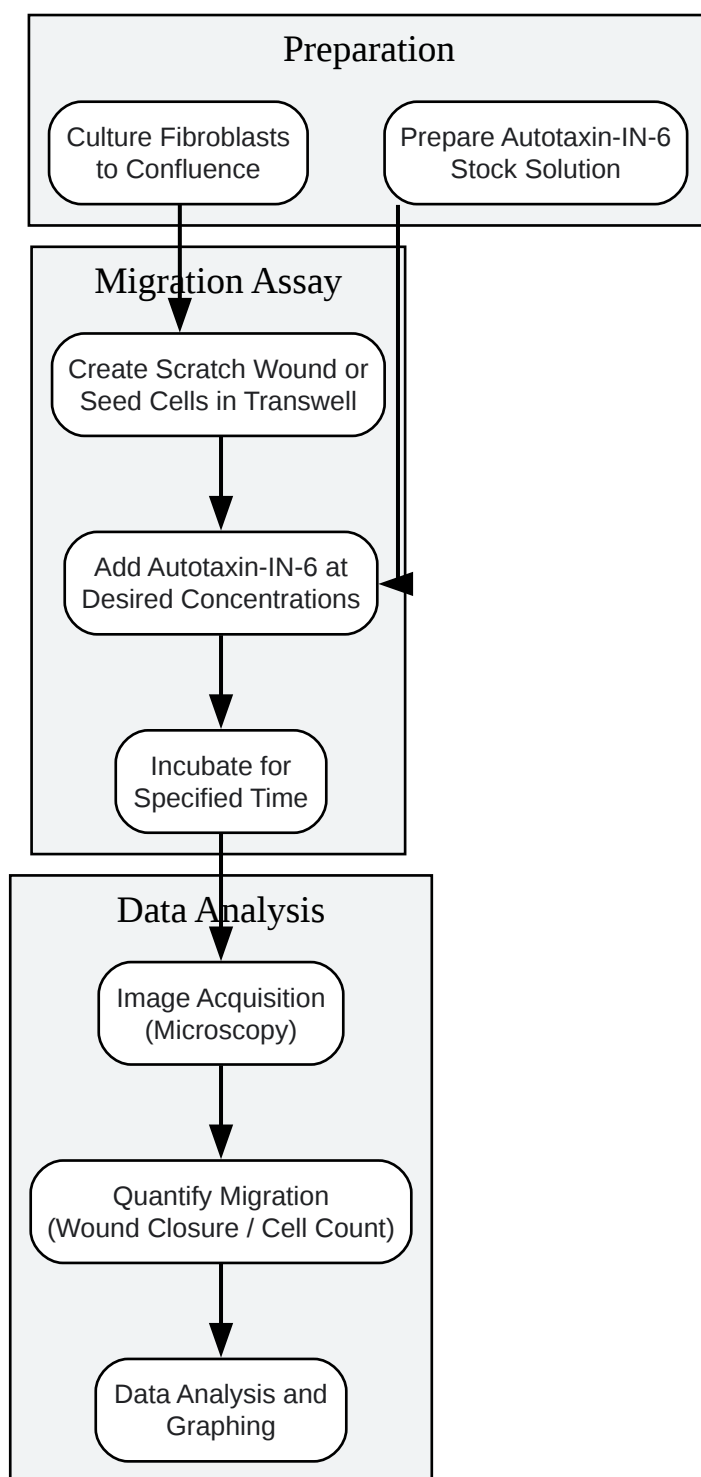 Preparation
Culture Fibroblasts
to Confluence
Prepare Autotaxin-IN-6
Stock Solution
Migration Assay
Create Scratch Wound or
Seed Cells in Transwell
Add Autotaxin-IN-6 at
Desired Concentrations
Incubate for
Specified Time
Data Analysis
Image Acquisition
(Microscopy)
Quantify Migration
(Wound Closure / Cell Count)
Data Analysis and
Graphing